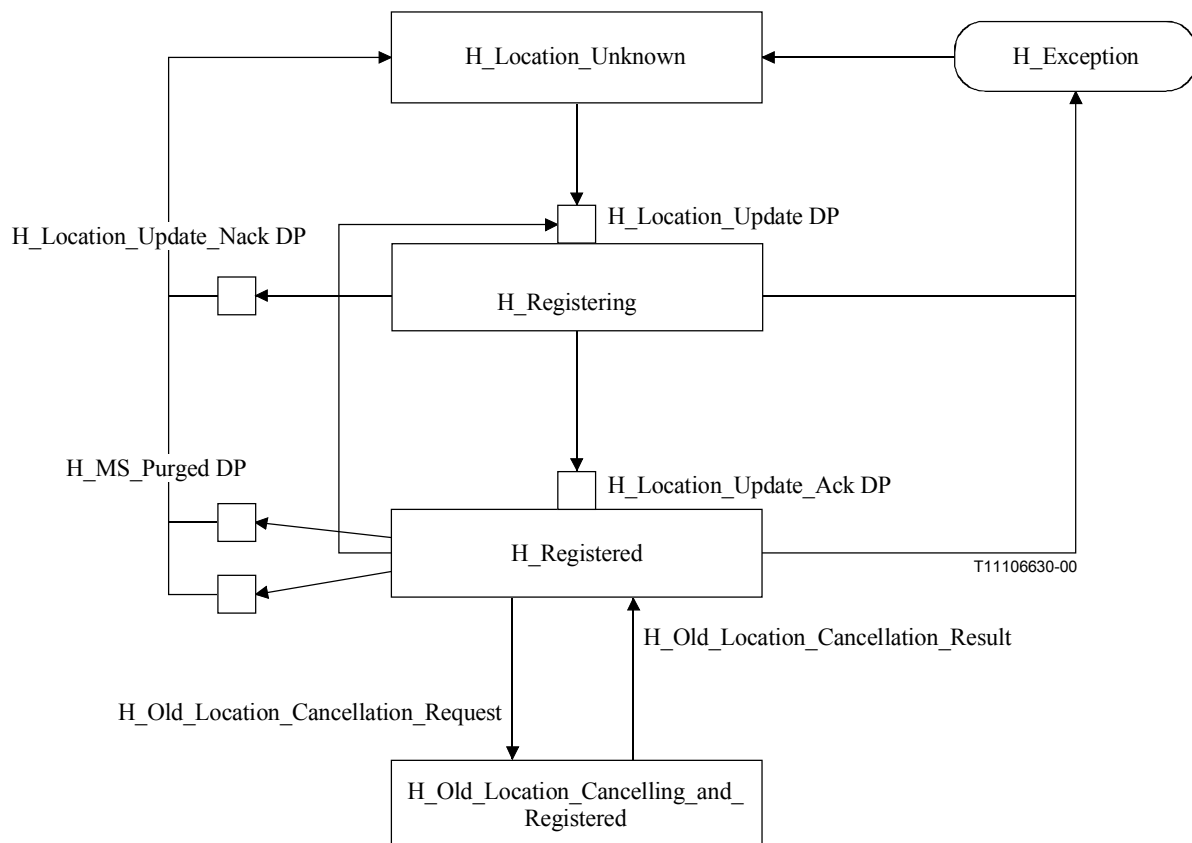 H_Location_Unknown
H_Exception
H_Location_Update DP
H_Location_Update_Nack DP
H_Registering
H_MS_Purged DP
H_Location_Update_Ack DP
H_Registered
T11106630-00
H_Old_Location_Cancellation_Result
H_Old_Location_Cancellation_Request
H_Old_Location_Cancelling_and_
Registered